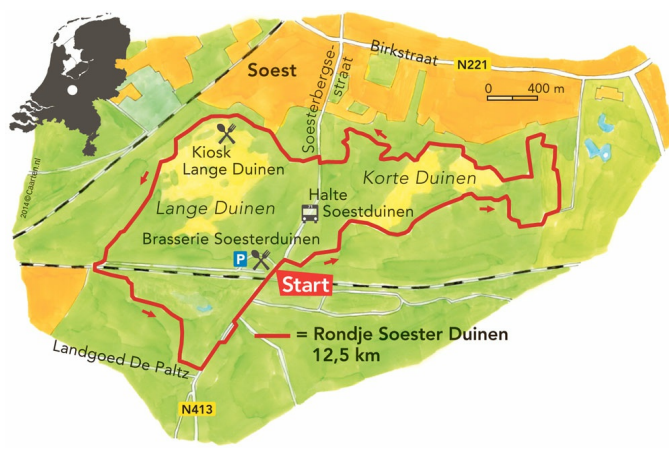 Birkstraat
N221
Soest
Soesterbergse-
straat
0 400 m
Kiosk
Lange Duinen
Korte Duinen
Lange Duinen
Halte
Soestduinen
Brasserie Soesterduinen
P
Start
= Rondje Soester Duinen
12,5 km
Landgoed De Paltz
N413
2014©Caarten.nl